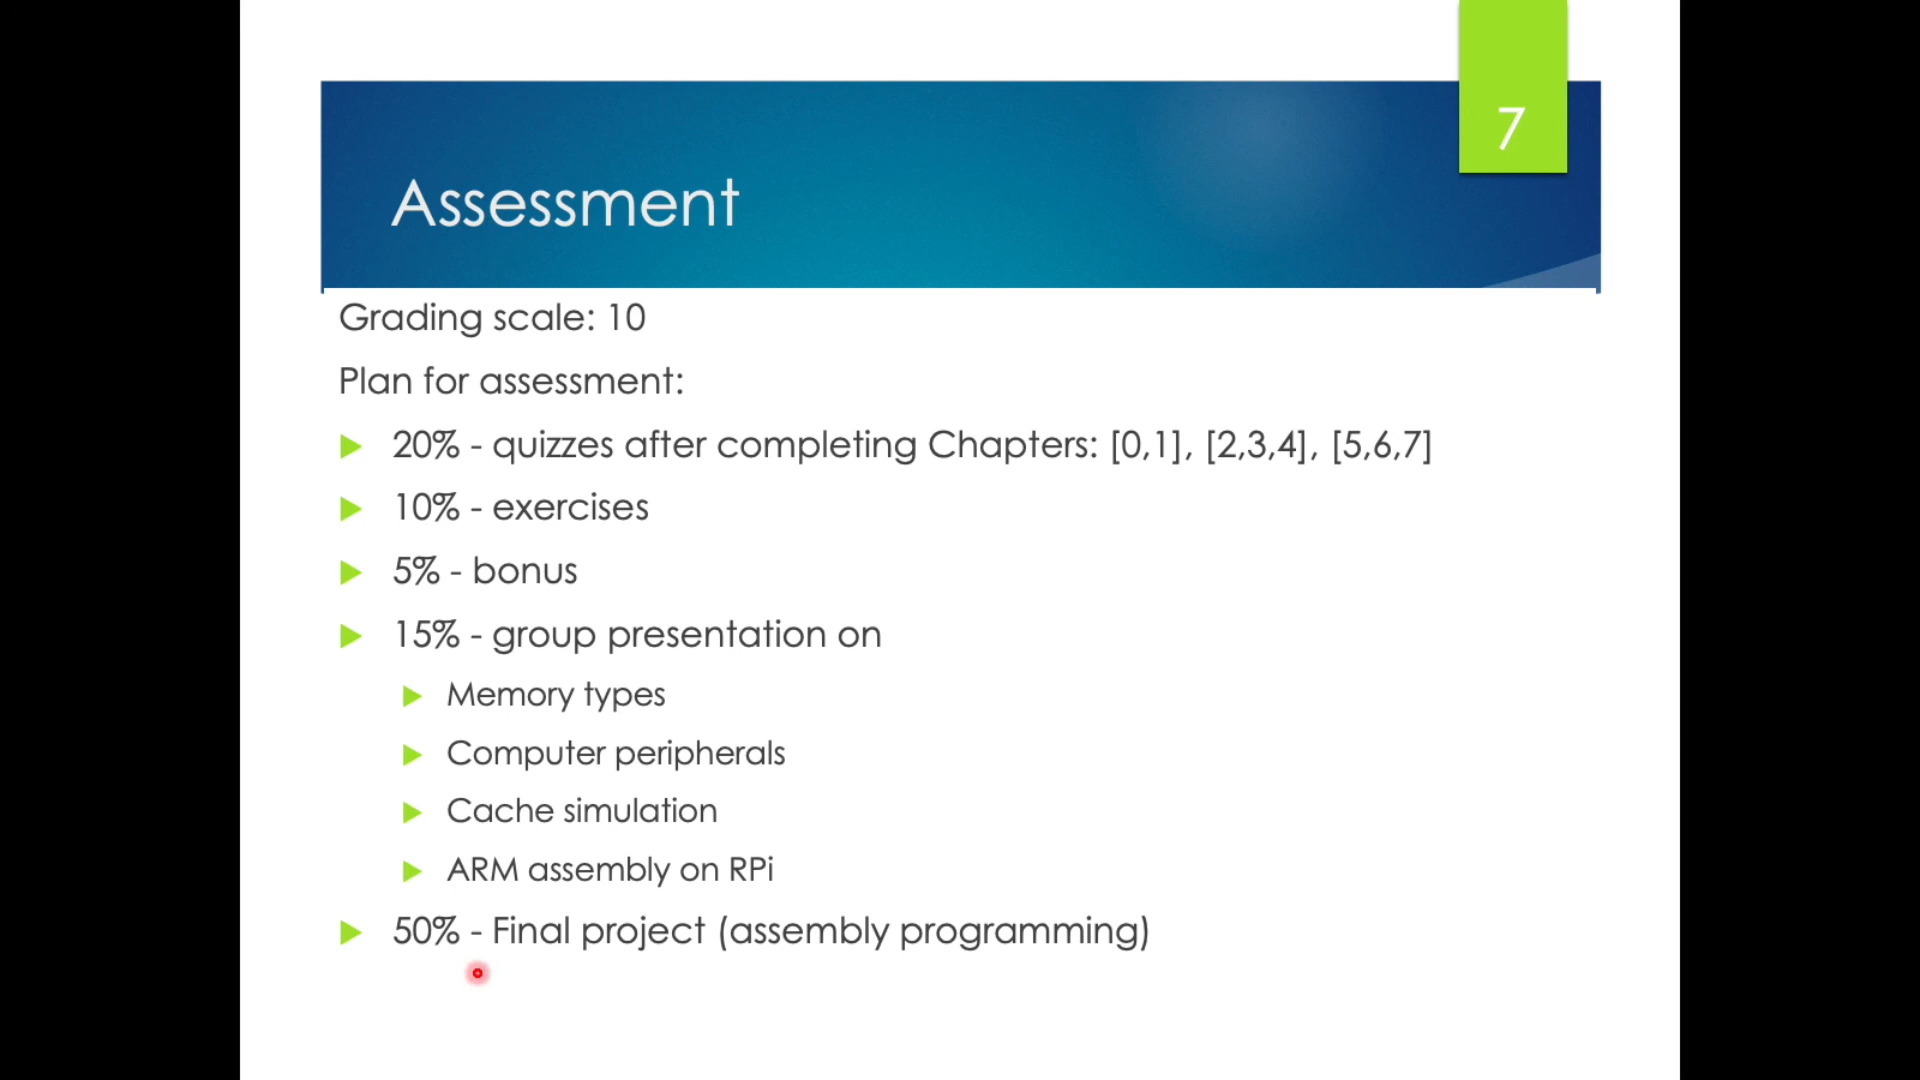 7
Assessment
Grading scale: 10
Plan for assessment:
20% - quizzes after completing Chapters: [0,1], [2,3,4], [5,6,7]
10% - exercises
5% - bonus
15% - group presentation on
Memory types
Computer peripherals
Cache simulation
ARM assembly on RPi
50% - Final project (assembly programming)